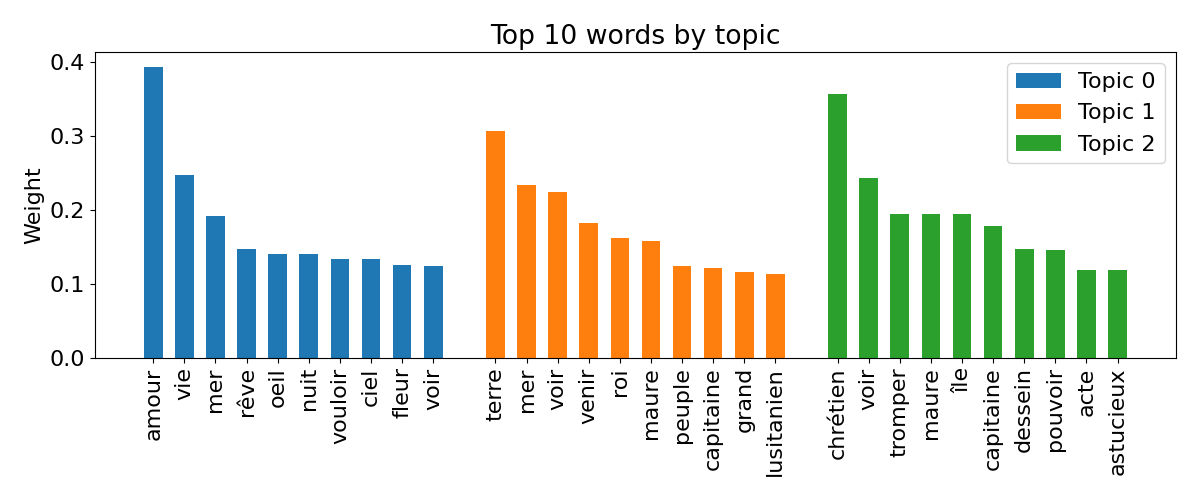 Top 10 words by topic
Weight
0.4
0.3
0.2
0.1
0.0
Topic 0
Topic 1
Topic 2
amour
vie
mer
rêve
oeil
nuit
vouloir
ciel
fleur
voir
terre
mer
voir
venir
roi
maure
peuple
capitaine
grand
lusitanien
chrétien
voir
tromper
maure
île
capitaine
dessein
pouvoir
acte
astucieux